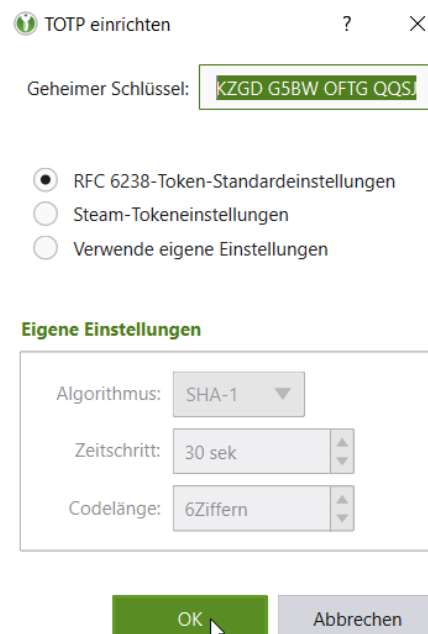 TOTP einrichten ? ×
Geheimer Schlüssel: KZGD G5BW OFTG QQSJ
RFC 6238-Token-Standardeinstellungen
Steam-Tokeneinstellungen
Verwende eigene Einstellungen
Eigene Einstellungen
Algorithmus: SHA-1
Zeitschritt: 30 sek
Codelänge: 6Ziffern
OK Abbrechen